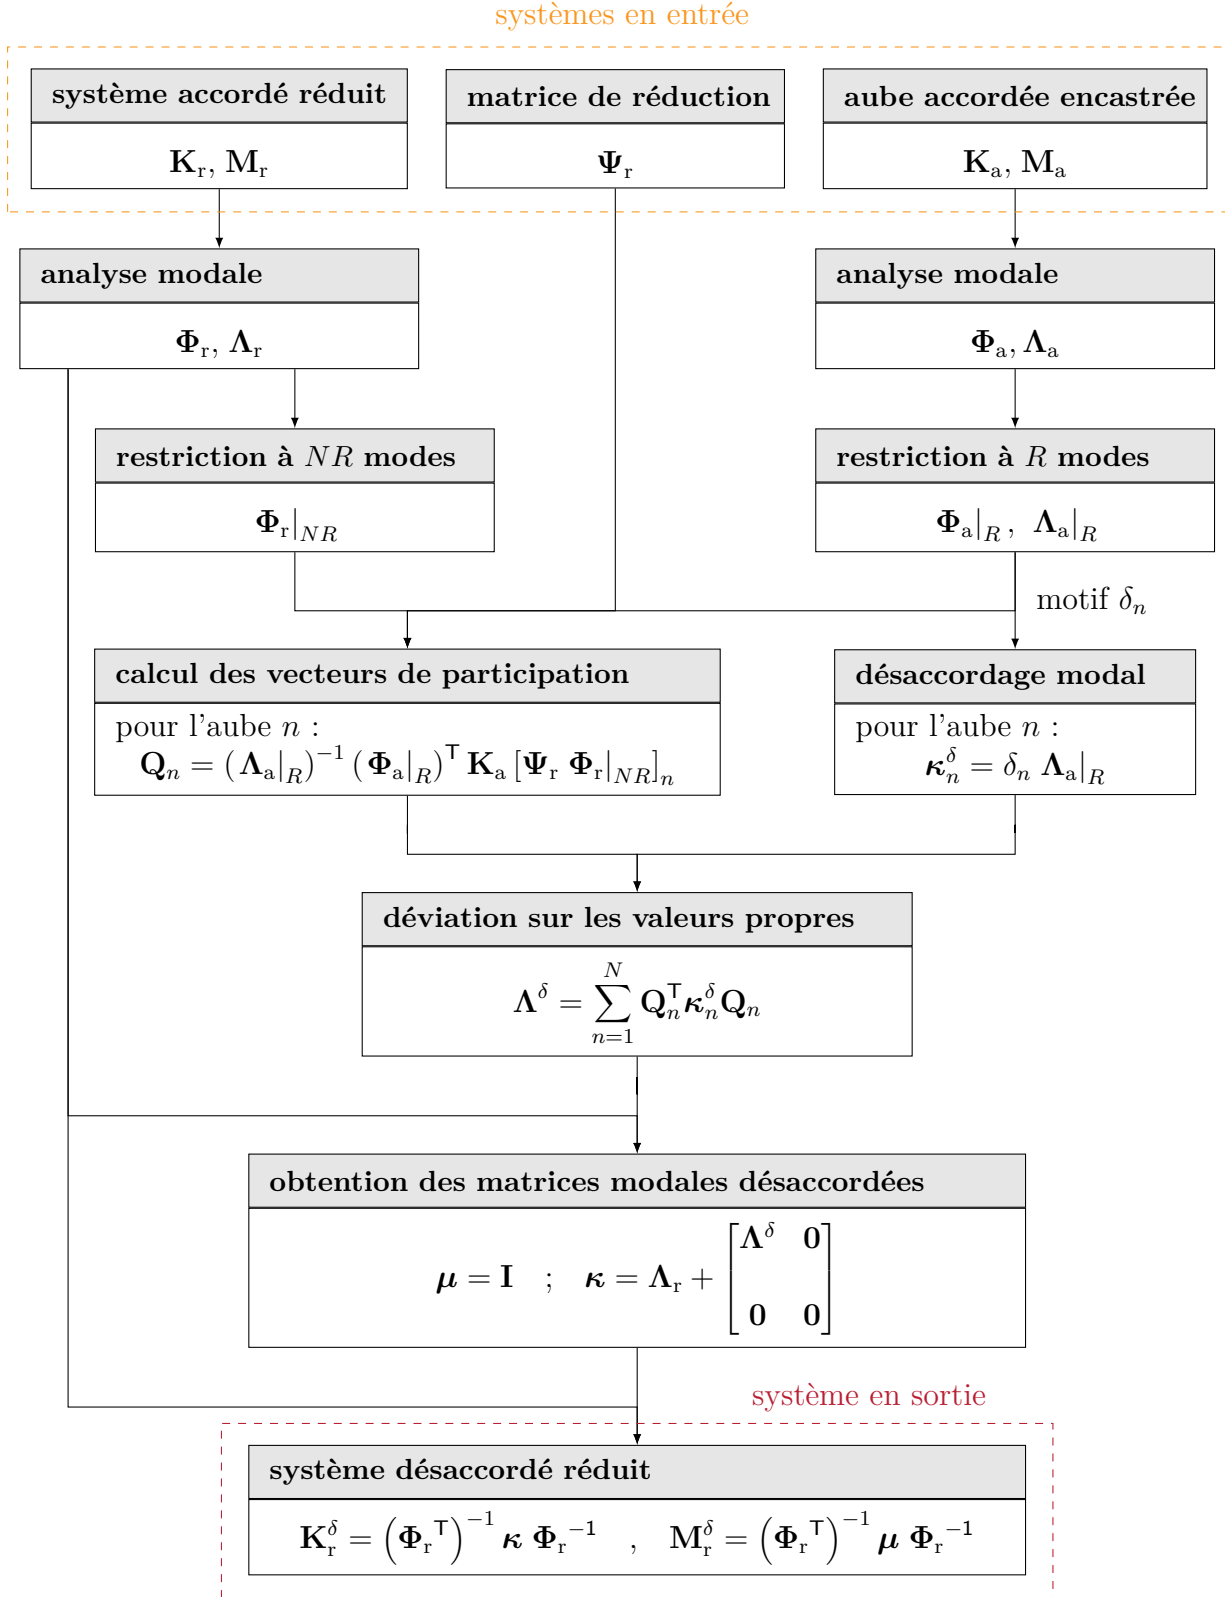 systèmes en entrée
système accordé réduit
K_r, M_r
matrice de réduction
Ψ_r
aube accordée encastrée
K_a, M_a
analyse modale
Φ_r, Λ_r
analyse modale
Φ_a, Λ_a
restriction à NR modes
Φ_r|_{NR}
restriction à R modes
Φ_a|_R , Λ_a|_R
motif δ_n
calcul des vecteurs de participation
pour l'aube n :
Q_n = (Λ_a|_R)^{-1} (Φ_a|_R)^T K_a [Ψ_r Φ_r|_{NR}]_n
désaccordage modal
pour l'aube n :
κ_n^δ = δ_n Λ_a|_R
déviation sur les valeurs propres
Λ^δ = \sum_{n=1}^{N} Q_n^T κ_n^δ Q_n
obtention des matrices modales désaccordées
μ = I ; κ = Λ_r + [Λ^δ 0
0 0]
système en sortie
système désaccordé réduit
K_r^δ = (Φ_r^T)^{-1} κ Φ_r^{-1} , M_r^δ = (Φ_r^T)^{-1} μ Φ_r^{-1}